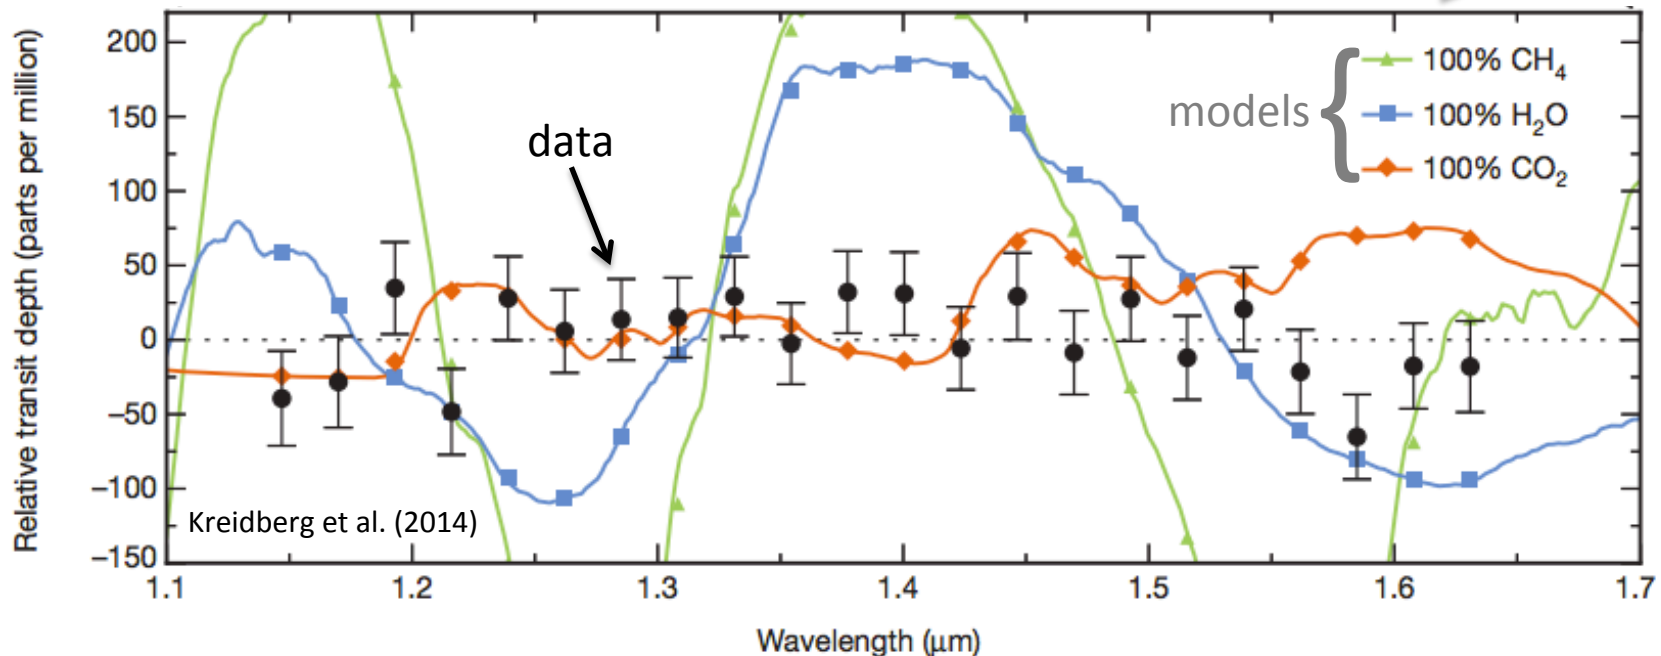 Relative transit depth (parts per million)
200
150
100
50
0
−50
−100
−150
data
models {
100% CH₄
100% H₂O
100% CO₂
Kreidberg et al. (2014)
1.1 1.2 1.3 1.4 1.5 1.6 1.7
Wavelength (μm)